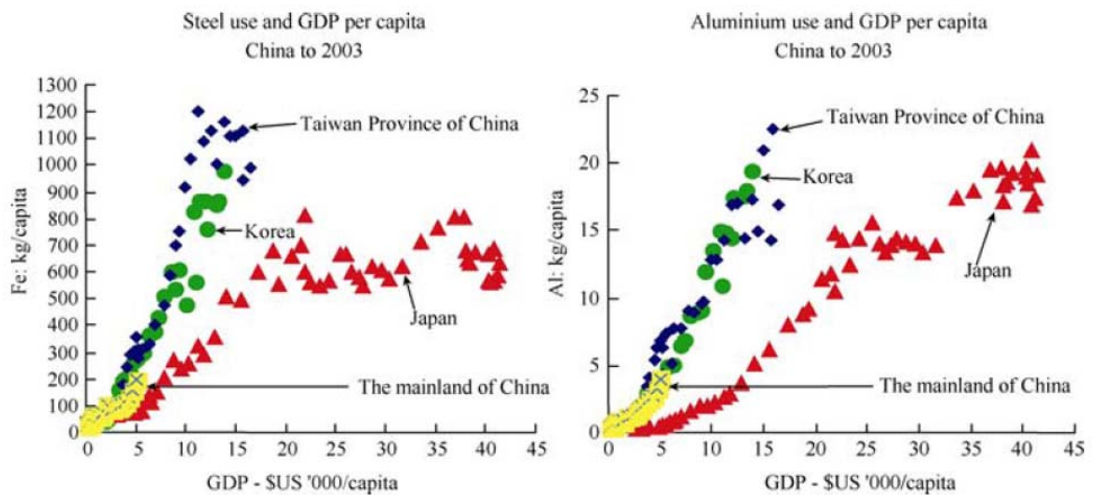 Steel use and GDP per capita
China to 2003
Fe: kg/capita
1300
1200
1100
1000
900
800
700
600
500
400
300
200
100
0
0 5 10 15 20 25 30 35 40 45
GDP - $US '000/capita
Taiwan Province of China
Korea
Japan
The mainland of China
Aluminium use and GDP per capita
China to 2003
Al: kg/capita
25
20
15
10
5
0
0 5 10 15 20 25 30 35 40 45
GDP - $US '000/capita
Taiwan Province of China
Korea
Japan
The mainland of China